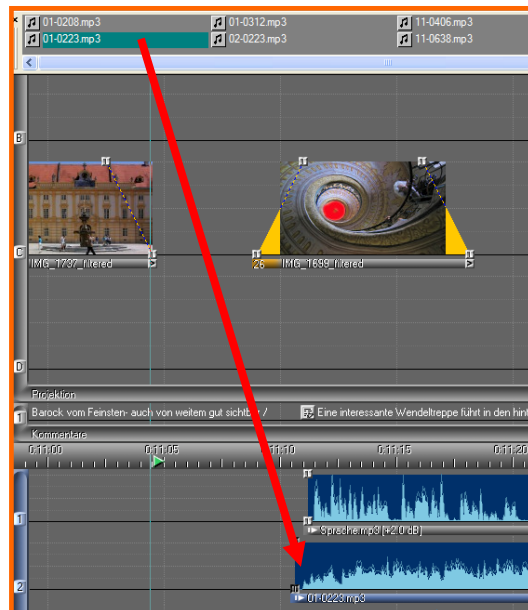 01-0208.mp3 01-0312.mp3 11-0406.mp3
01-0223.mp3 02-0223.mp3 11-0638.mp3
B
C
IMG_1737_filtered
26 IMG_1699_filtered
D
Projektion
1 Barock vom Feinsten- auch von weitem gut sichtbar / Eine interessante Wendeltreppe führt in den hint
Kommentare
0:11:00 0:11:05 0:11:10 0:11:15 0:11:20
1
Sprache.mp3 [+2.0 dB]
2
01-0223.mp3